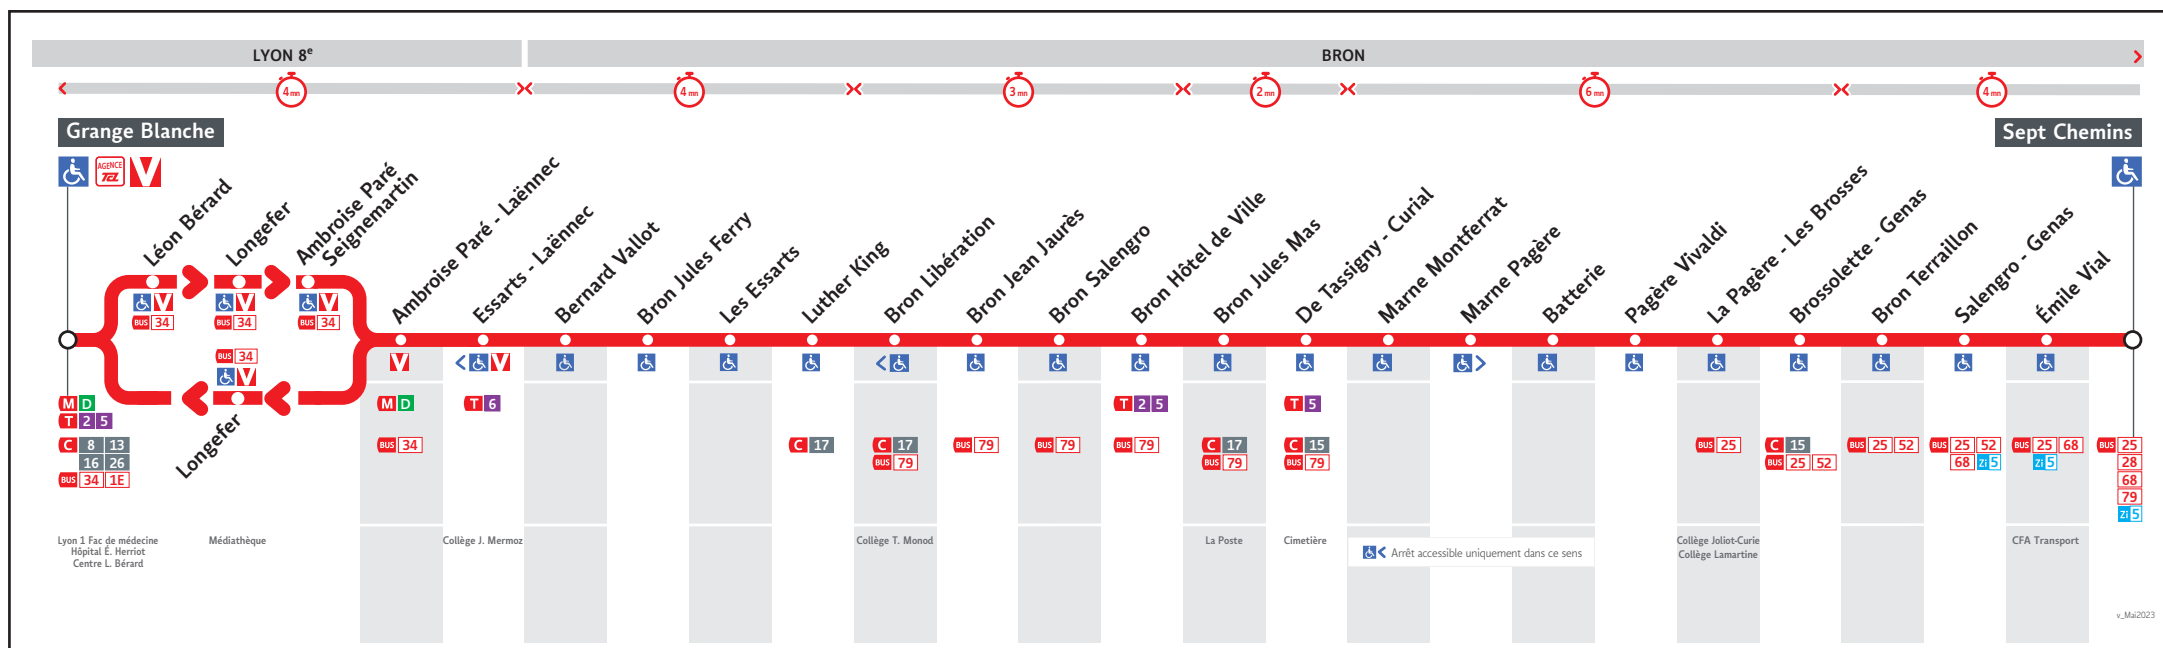 LYON 8e
BRON
4 mn
4 mn
3 mn
2 mn
6 mn
4 mn
Grange Blanche
Sept Chemins
AGENCE
TCL
V
Léon Bérard
Longefer
Ambroise Paré
Seignemartin
Ambroise Paré - Laënnec
Essarts - Laënnec
Bernard Vallot
Bron Jules Ferry
Les Essarts
Luther King
Bron Libération
Bron Jean Jaurès
Bron Salengro
Bron Hôtel de Ville
Bron Jules Mas
De Tassigny - Curial
Marne Montferrat
Marne Pagère
Batterie
Pagère Vivaldi
La Pagère - Les Brosses
Brossolette - Genas
Bron Terraillon
Salengro - Genas
Émile Vial
V
BUS 34
V
BUS 34
V
BUS 34
BUS 34
V
Longefer
V
V
M D
T 2 5
C 8 13
16 26
BUS 34 1E
M D
BUS 34
T 6
C 17
C 17
BUS 79
BUS 79
BUS 79
T 2 5
BUS 79
C 17
BUS 79
T 5
C 15
BUS 79
BUS 25
C 15
BUS 25 52
BUS 25 52
BUS 25 52
68 Zi 5
BUS 25 68
Zi 5
BUS 25
28
68
79
Zi 5
Lyon 1 Fac de médecine
Hôpital É. Herriot
Centre L. Bérard
Médiathèque
Collège J. Mermoz
Collège T. Monod
La Poste
Cimetière
Arrêt accessible uniquement dans ce sens
Collège Joliot-Curie
Collège Lamartine
CFA Transport
v_Mai2023